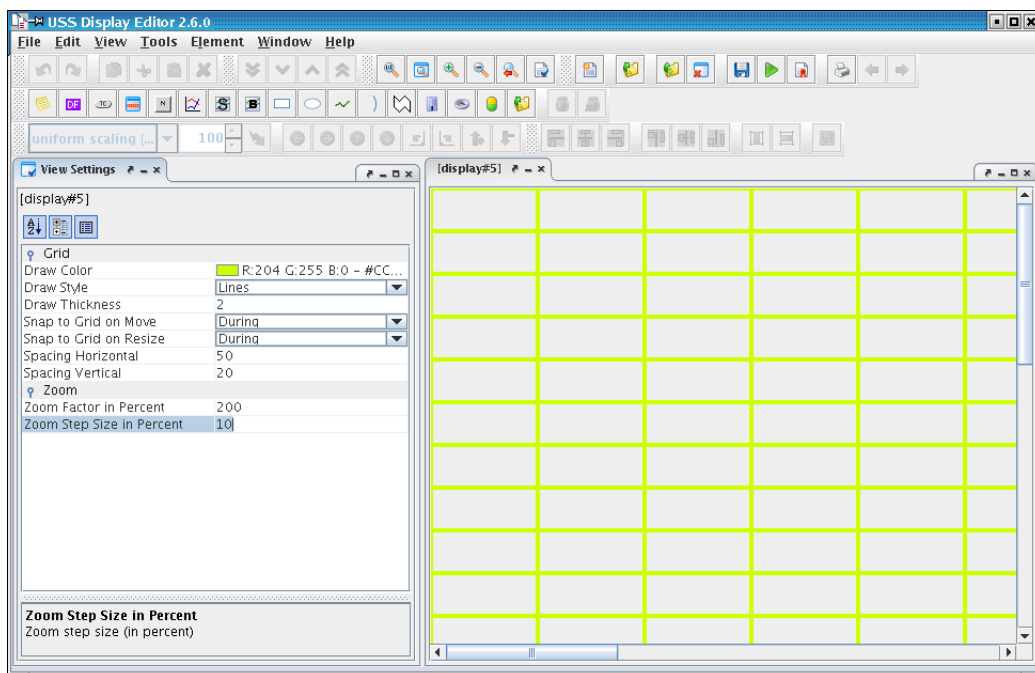 USS Display Editor 2.6.0
File Edit View Tools Element Window Help
DF TC N S B
uniform scaling [... 100
View Settings
[display#5]
[display#5]
Grid
Draw Color R:204 G:255 B:0 – #CC...
Draw Style Lines
Draw Thickness 2
Snap to Grid on Move During
Snap to Grid on Resize During
Spacing Horizontal 50
Spacing Vertical 20
Zoom
Zoom Factor in Percent 200
Zoom Step Size in Percent 10
Zoom Step Size in Percent
Zoom step size (in percent)